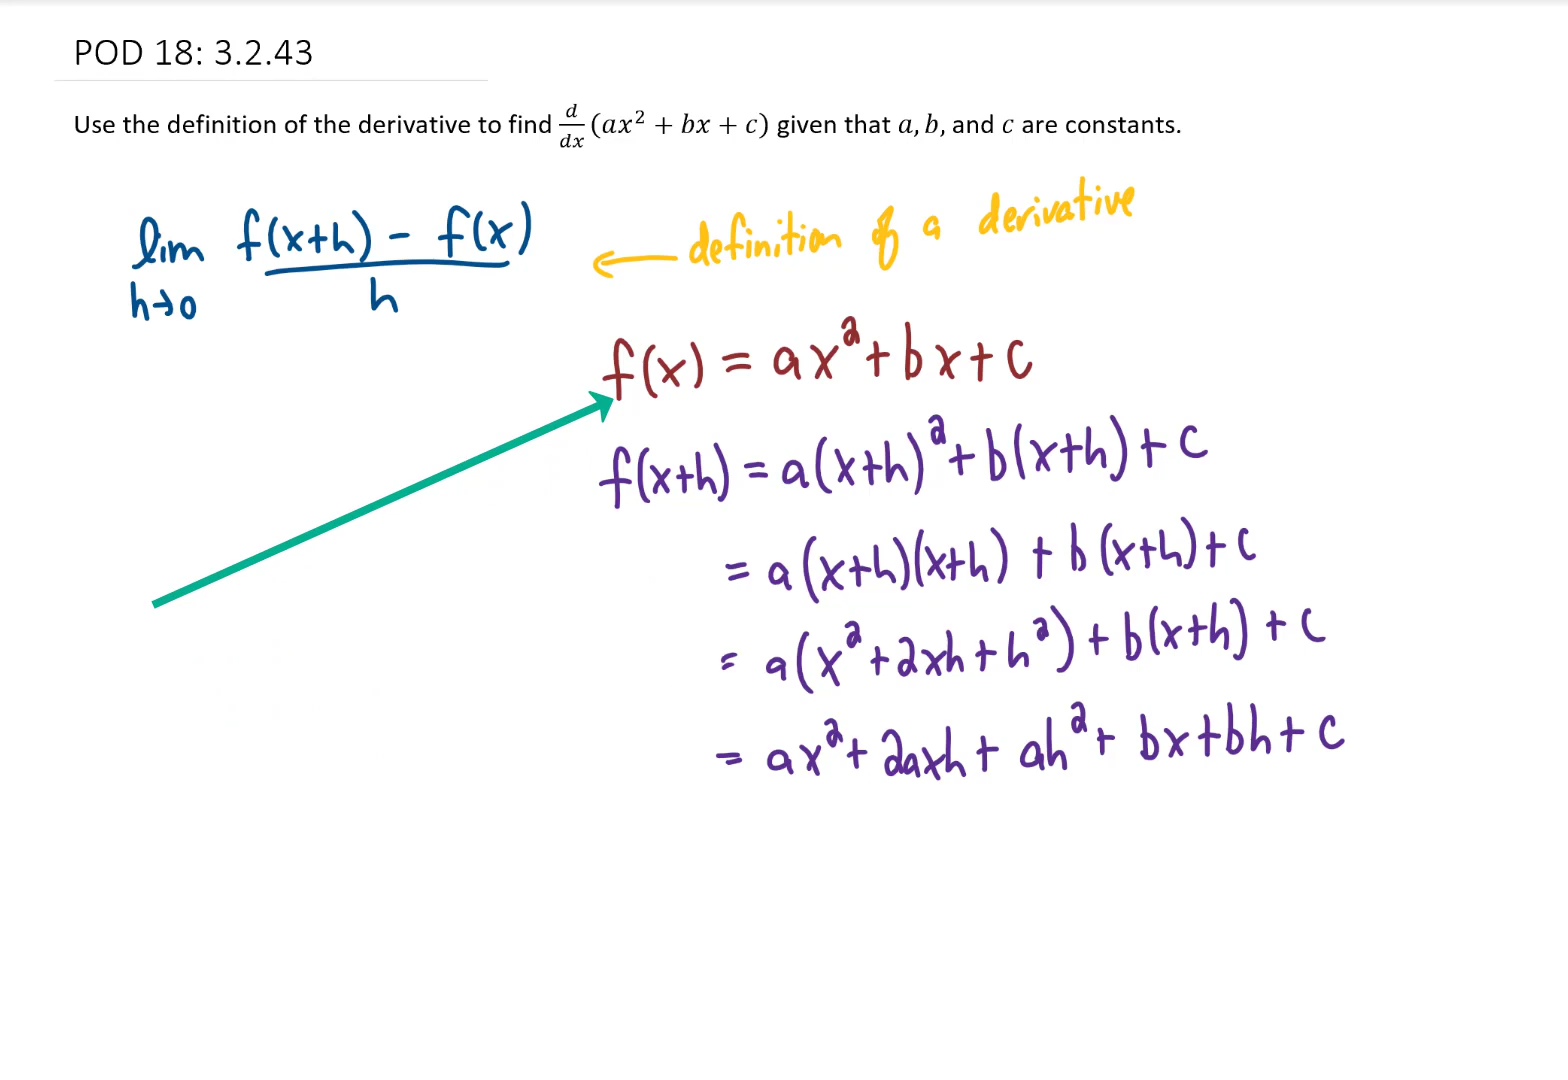 POD 18: 3.2.43
Use the definition of the derivative to find d/dx (ax² + bx + c) given that a, b, and c are constants.
lim h→0 (f(x+h) - f(x))/h
← definition of a derivative
f(x) = ax² + bx + c
f(x+h) = a(x+h)² + b(x+h) + c
= a(x+h)(x+h) + b(x+h) + c
= a(x² + 2xh + h²) + b(x+h) + c
= ax² + 2axh + ah² + bx + bh + c